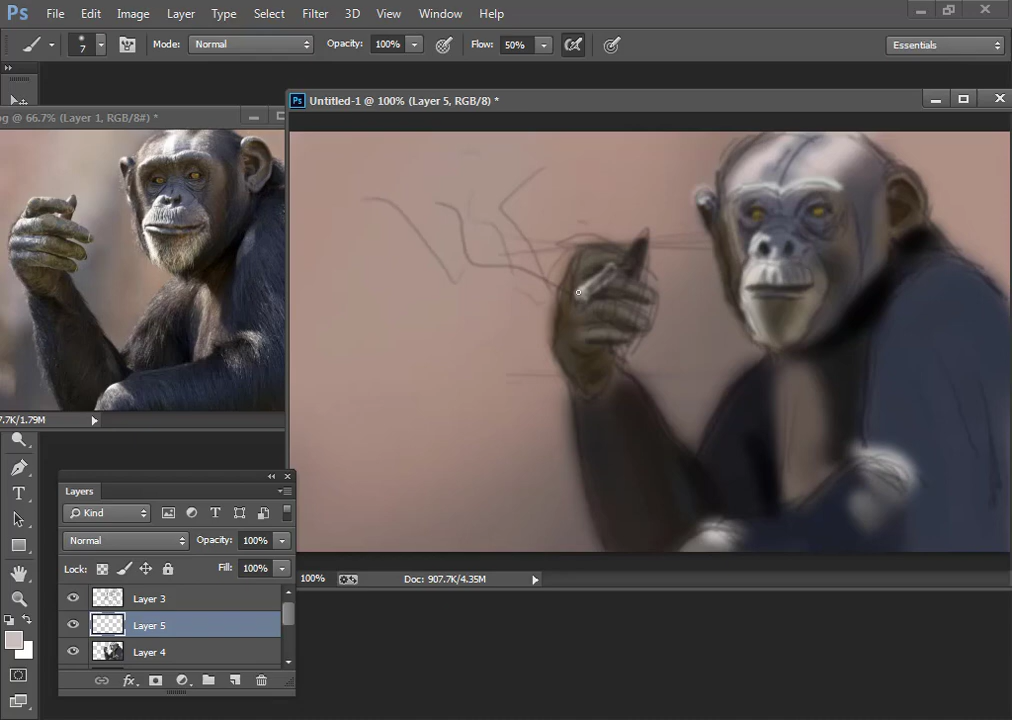 Ps File Edit Image Layer Type Select Filter 3D View Window Help
7 Mode: Normal Opacity: 100% Flow: 50% Essentials
Untitled-1 @ 100% (Layer 5, RGB/8) *
og @ 66.7% (Layer 1, RGB/8#) *
7.7K/1.79M
T
Layers
Kind
Normal Opacity: 100%
Lock: Fill: 100%
100% Doc: 907.7K/4.35M
Layer 3
Layer 5
Layer 4
fx